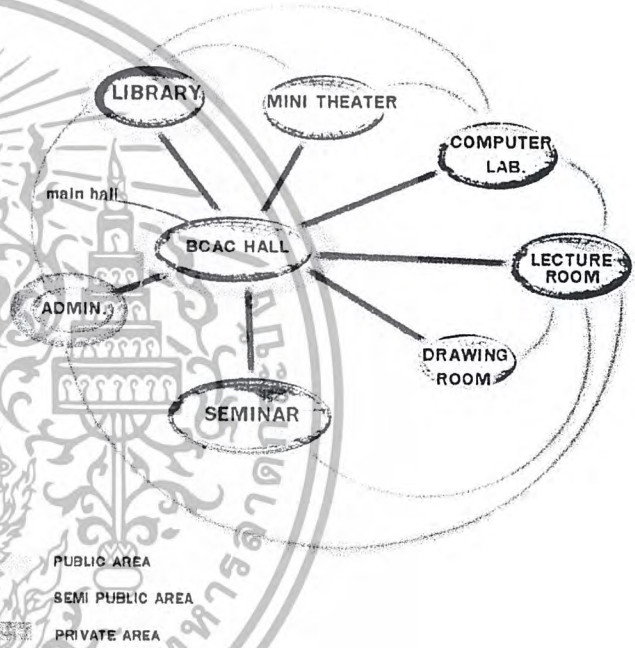 LIBRARY
MINI THEATER
COMPUTER
LAB.
main hall
BCAC HALL
LECTURE
ROOM
ADMIN.
DRAWING
ROOM
SEMINAR
PUBLIC AREA
SEMI PUBLIC AREA
PRIVATE AREA